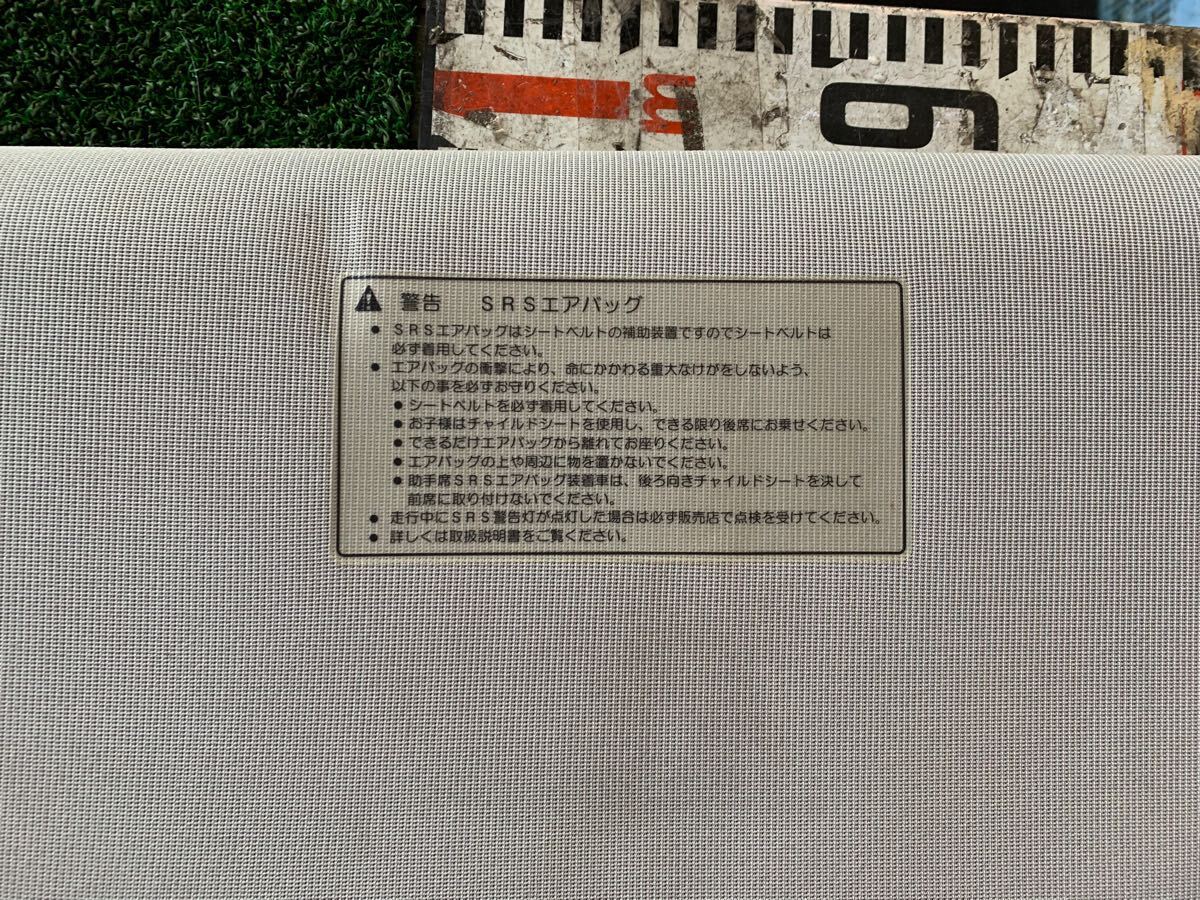 m 9
警告 ＳＲＳエアバッグ
● ＳＲＳエアバッグはシートベルトの補助装置ですのでシートベルトは
必ず着用してください。
● エアバッグの衝撃により、命にかかわる重大なけがをしないよう、
以下の事を必ずお守りください。
● シートベルトを必ず着用してください。
● お子様はチャイルドシートを使用し、できる限り後席にお乗せください。
● できるだけエアバッグから離れてお座りください。
● エアバッグの上や周辺に物を置かないでください。
● 助手席ＳＲＳエアバッグ装着車は、後ろ向きチャイルドシートを決して
前席に取り付けないでください。
● 走行中にＳＲＳ警告灯が点灯した場合は必ず販売店で点検を受けてください。
● 詳しくは取扱説明書をご覧ください。